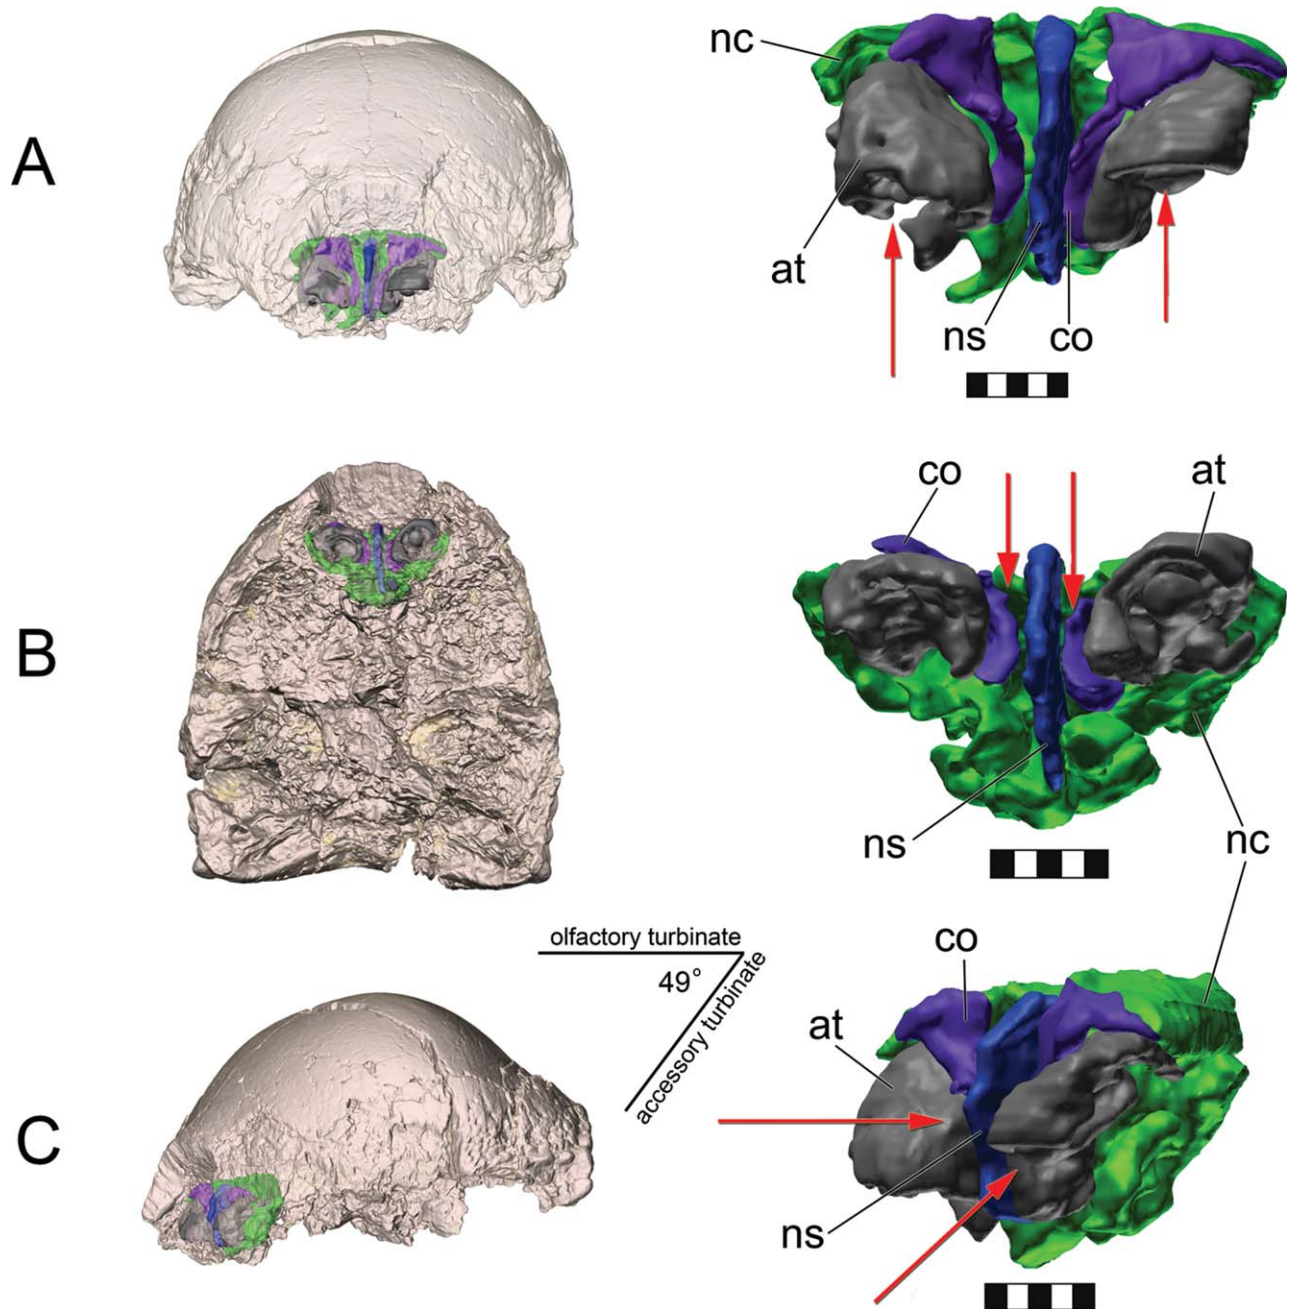 A
nc
at
ns
co
B
co
at
ns
nc
C
olfactory turbinate
49°
accessory turbinate
co
at
ns